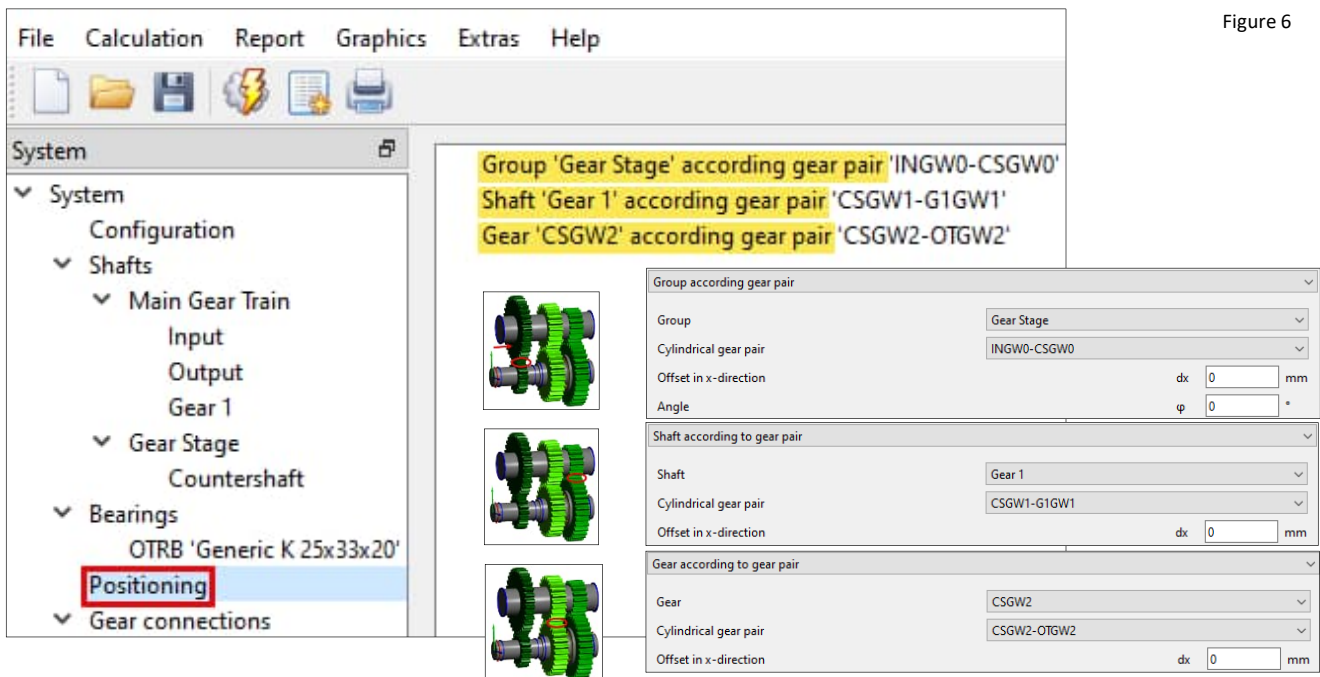 Figure 6
File Calculation Report Graphics Extras Help
System
System
Configuration
Shafts
Main Gear Train
Input
Output
Gear 1
Gear Stage
Countershaft
Bearings
OTRB 'Generic K 25x33x20'
Positioning
Gear connections
Group 'Gear Stage' according gear pair 'INGW0-CSGW0'
Shaft 'Gear 1' according gear pair 'CSGW1-G1GW1'
Gear 'CSGW2' according gear pair 'CSGW2-OTGW2'
Group according gear pair
Group Gear Stage
Cylindrical gear pair INGW0-CSGW0
Offset in x-direction dx 0 mm
Angle φ 0 °
Shaft according to gear pair
Shaft Gear 1
Cylindrical gear pair CSGW1-G1GW1
Offset in x-direction dx 0 mm
Gear according to gear pair
Gear CSGW2
Cylindrical gear pair CSGW2-OTGW2
Offset in x-direction dx 0 mm